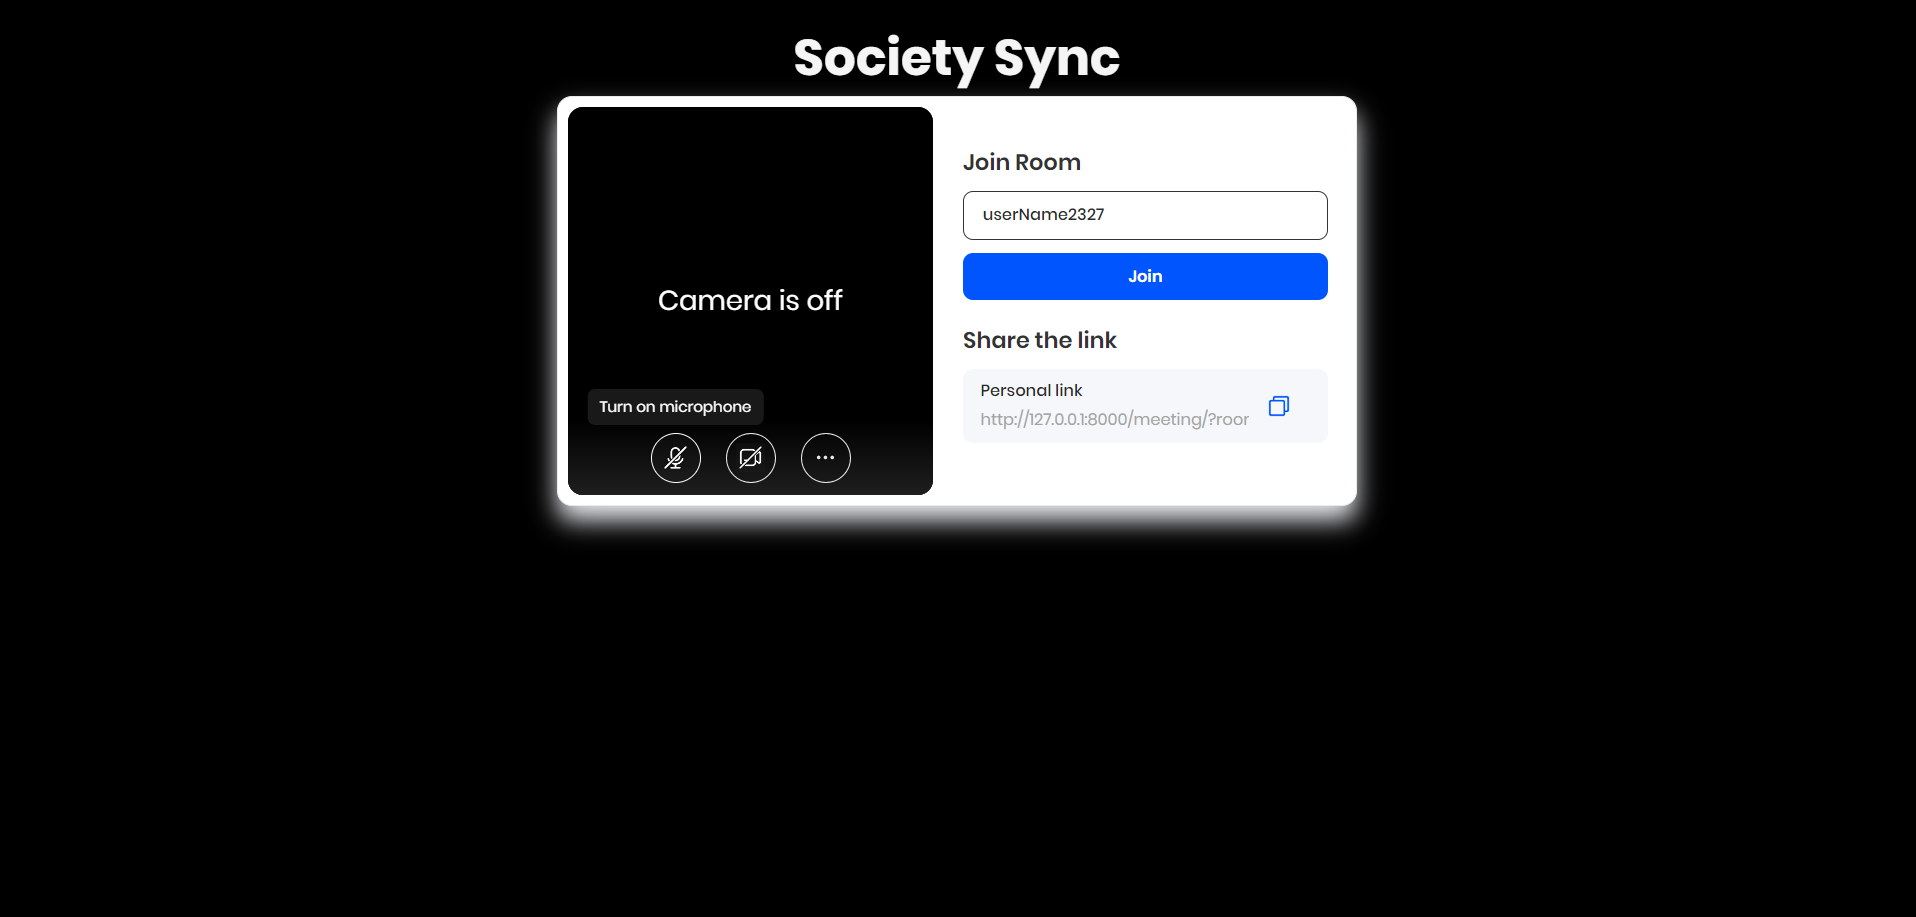 Society Sync
Camera is off
Turn on microphone
Join Room
userName2327
Join
Share the link
Personal link
http://127.0.0.1:8000/meeting/?roor